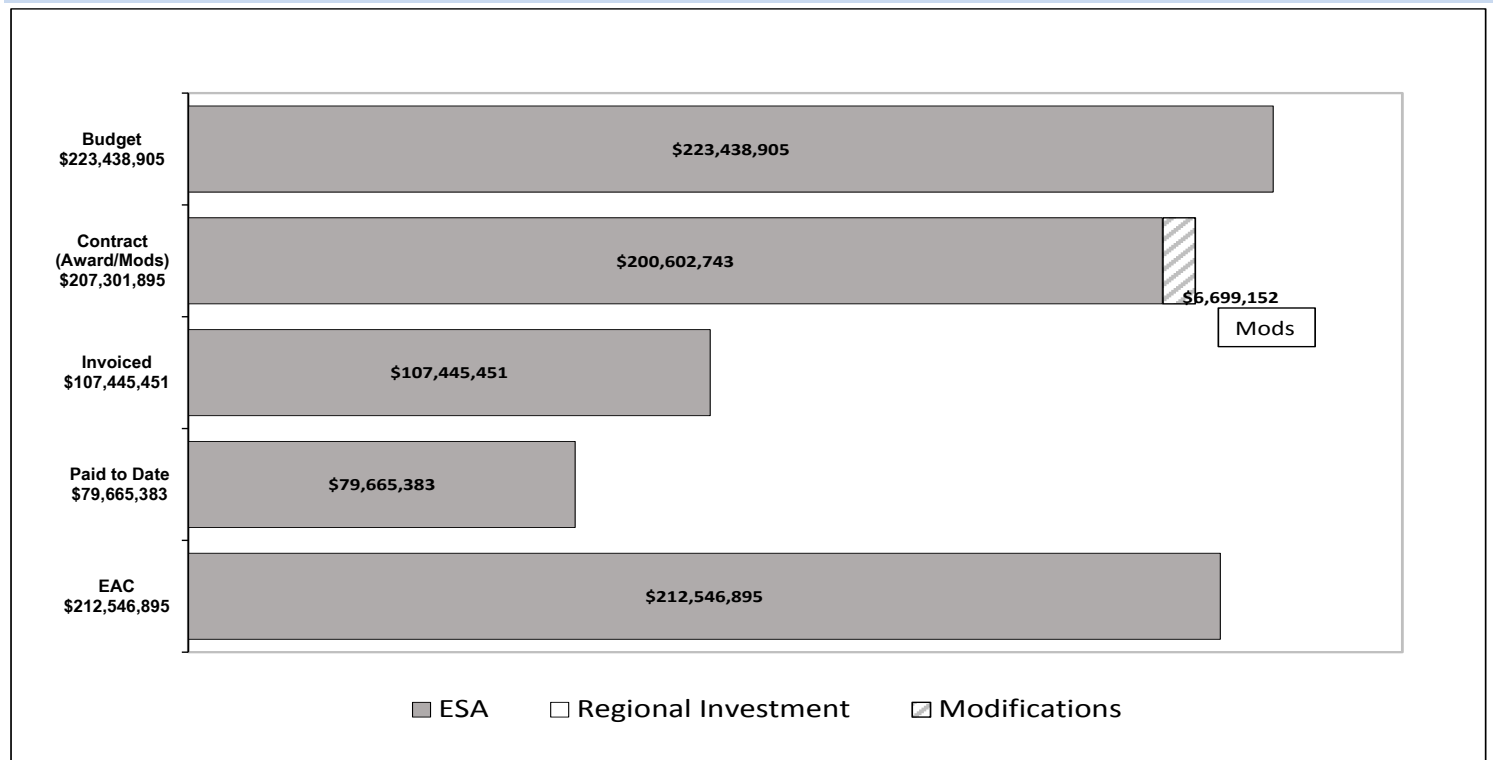 Budget
$223,438,905
$223,438,905
Contract
(Award/Mods)
$207,301,895
$200,602,743
$6,699,152
Mods
Invoiced
$107,445,451
$107,445,451
Paid to Date
$79,665,383
$79,665,383
EAC
$212,546,895
$212,546,895
ESA Regional Investment Modifications